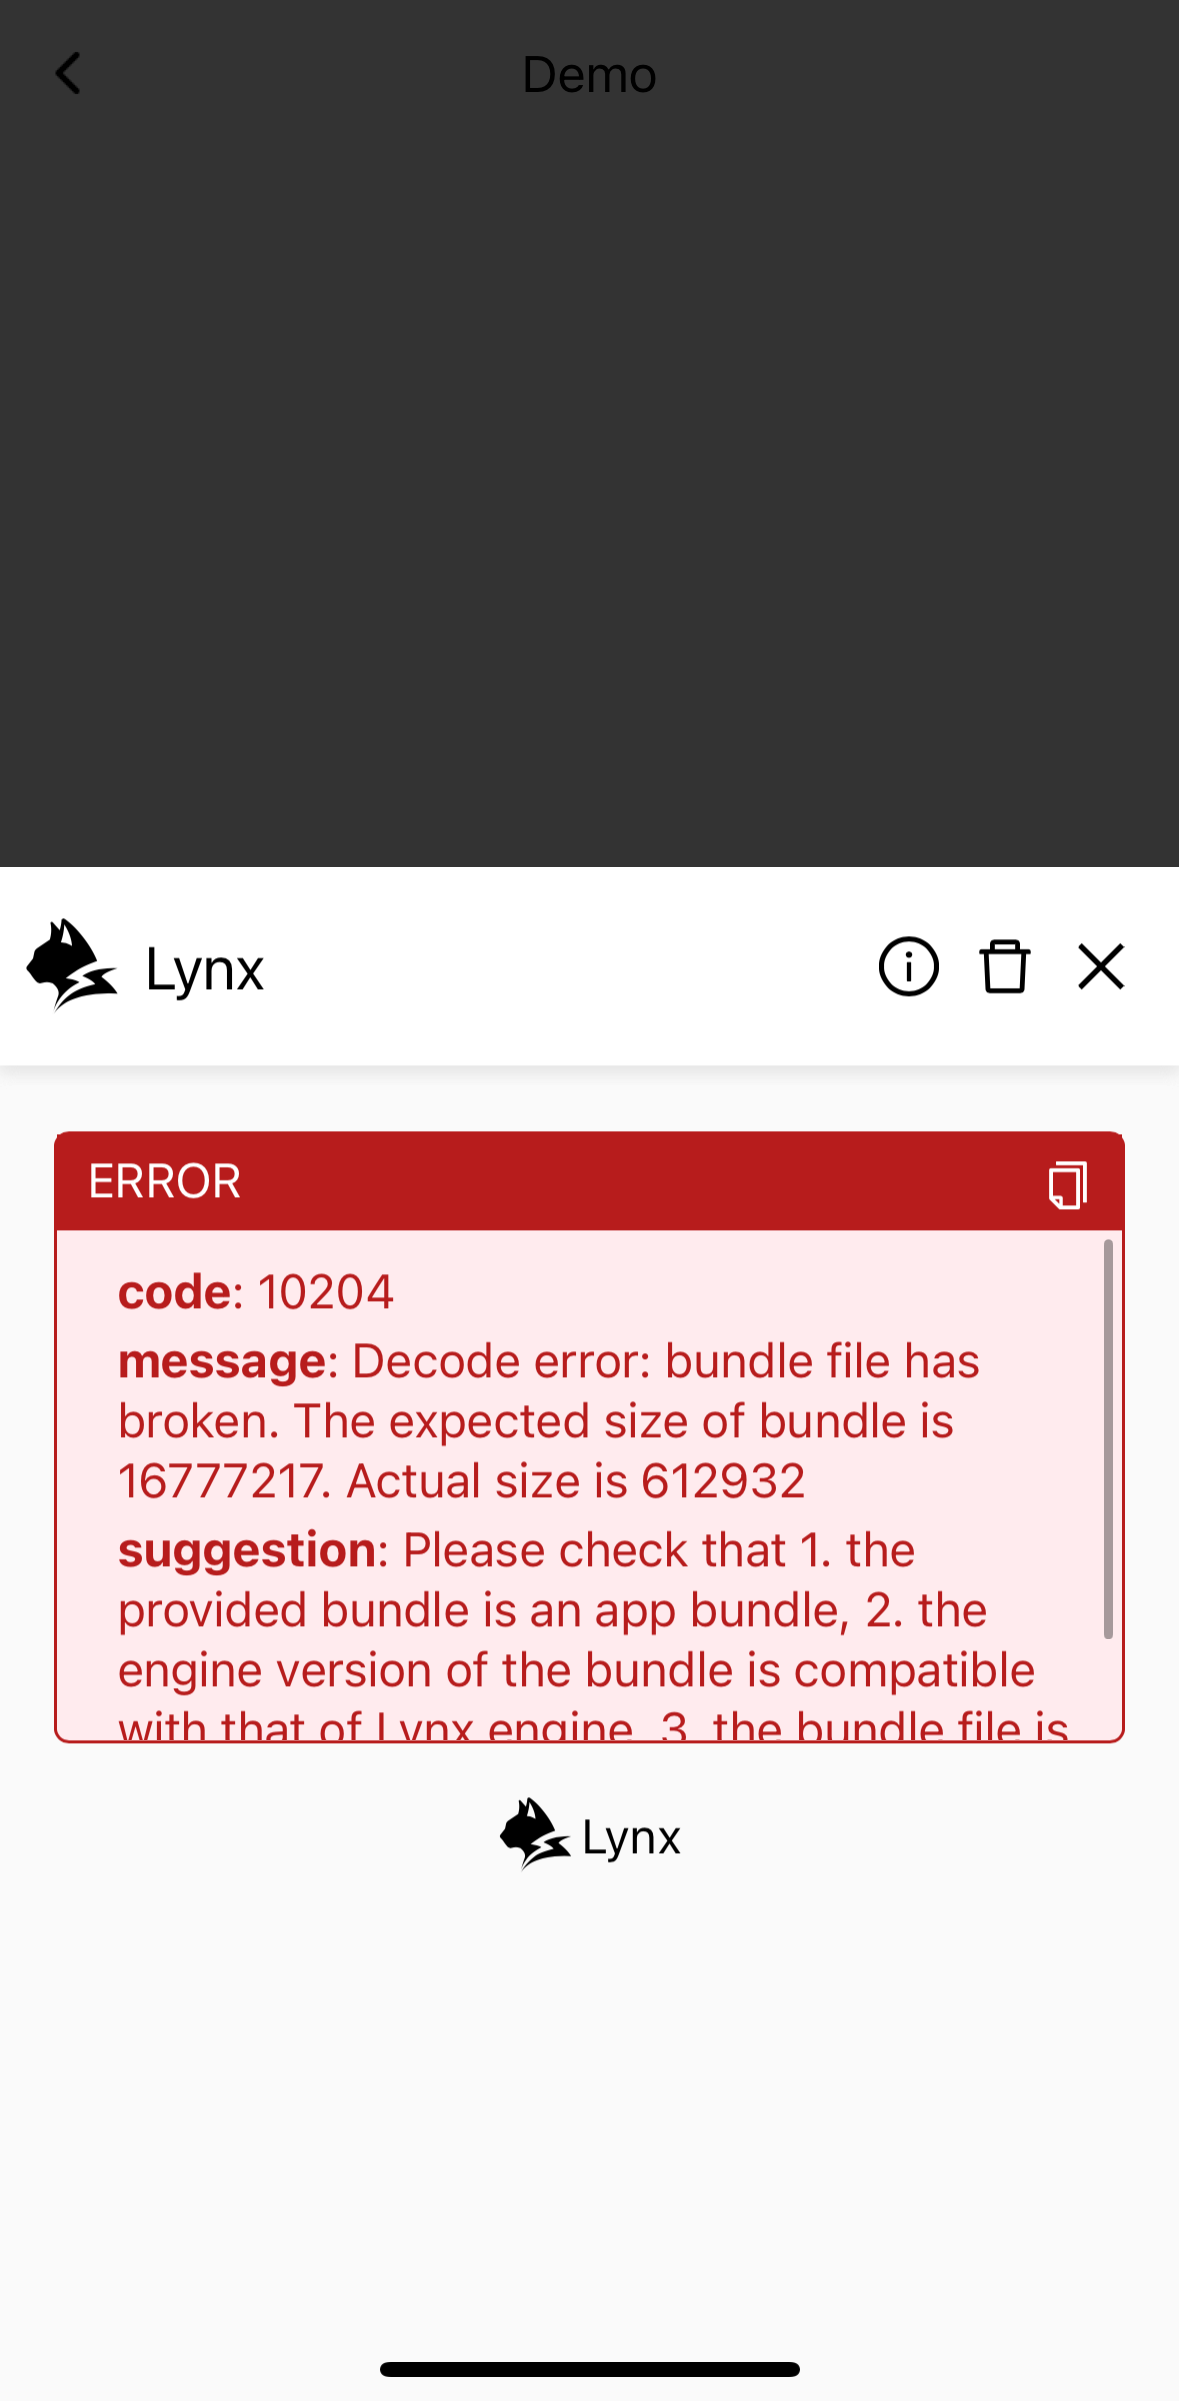 Demo
Lynx
ERROR
code: 10204
message: Decode error: bundle file has
broken. The expected size of bundle is
16777217. Actual size is 612932
suggestion: Please check that 1. the
provided bundle is an app bundle, 2. the
engine version of the bundle is compatible
with that of Lynx engine, 3. the bundle file is
Lynx